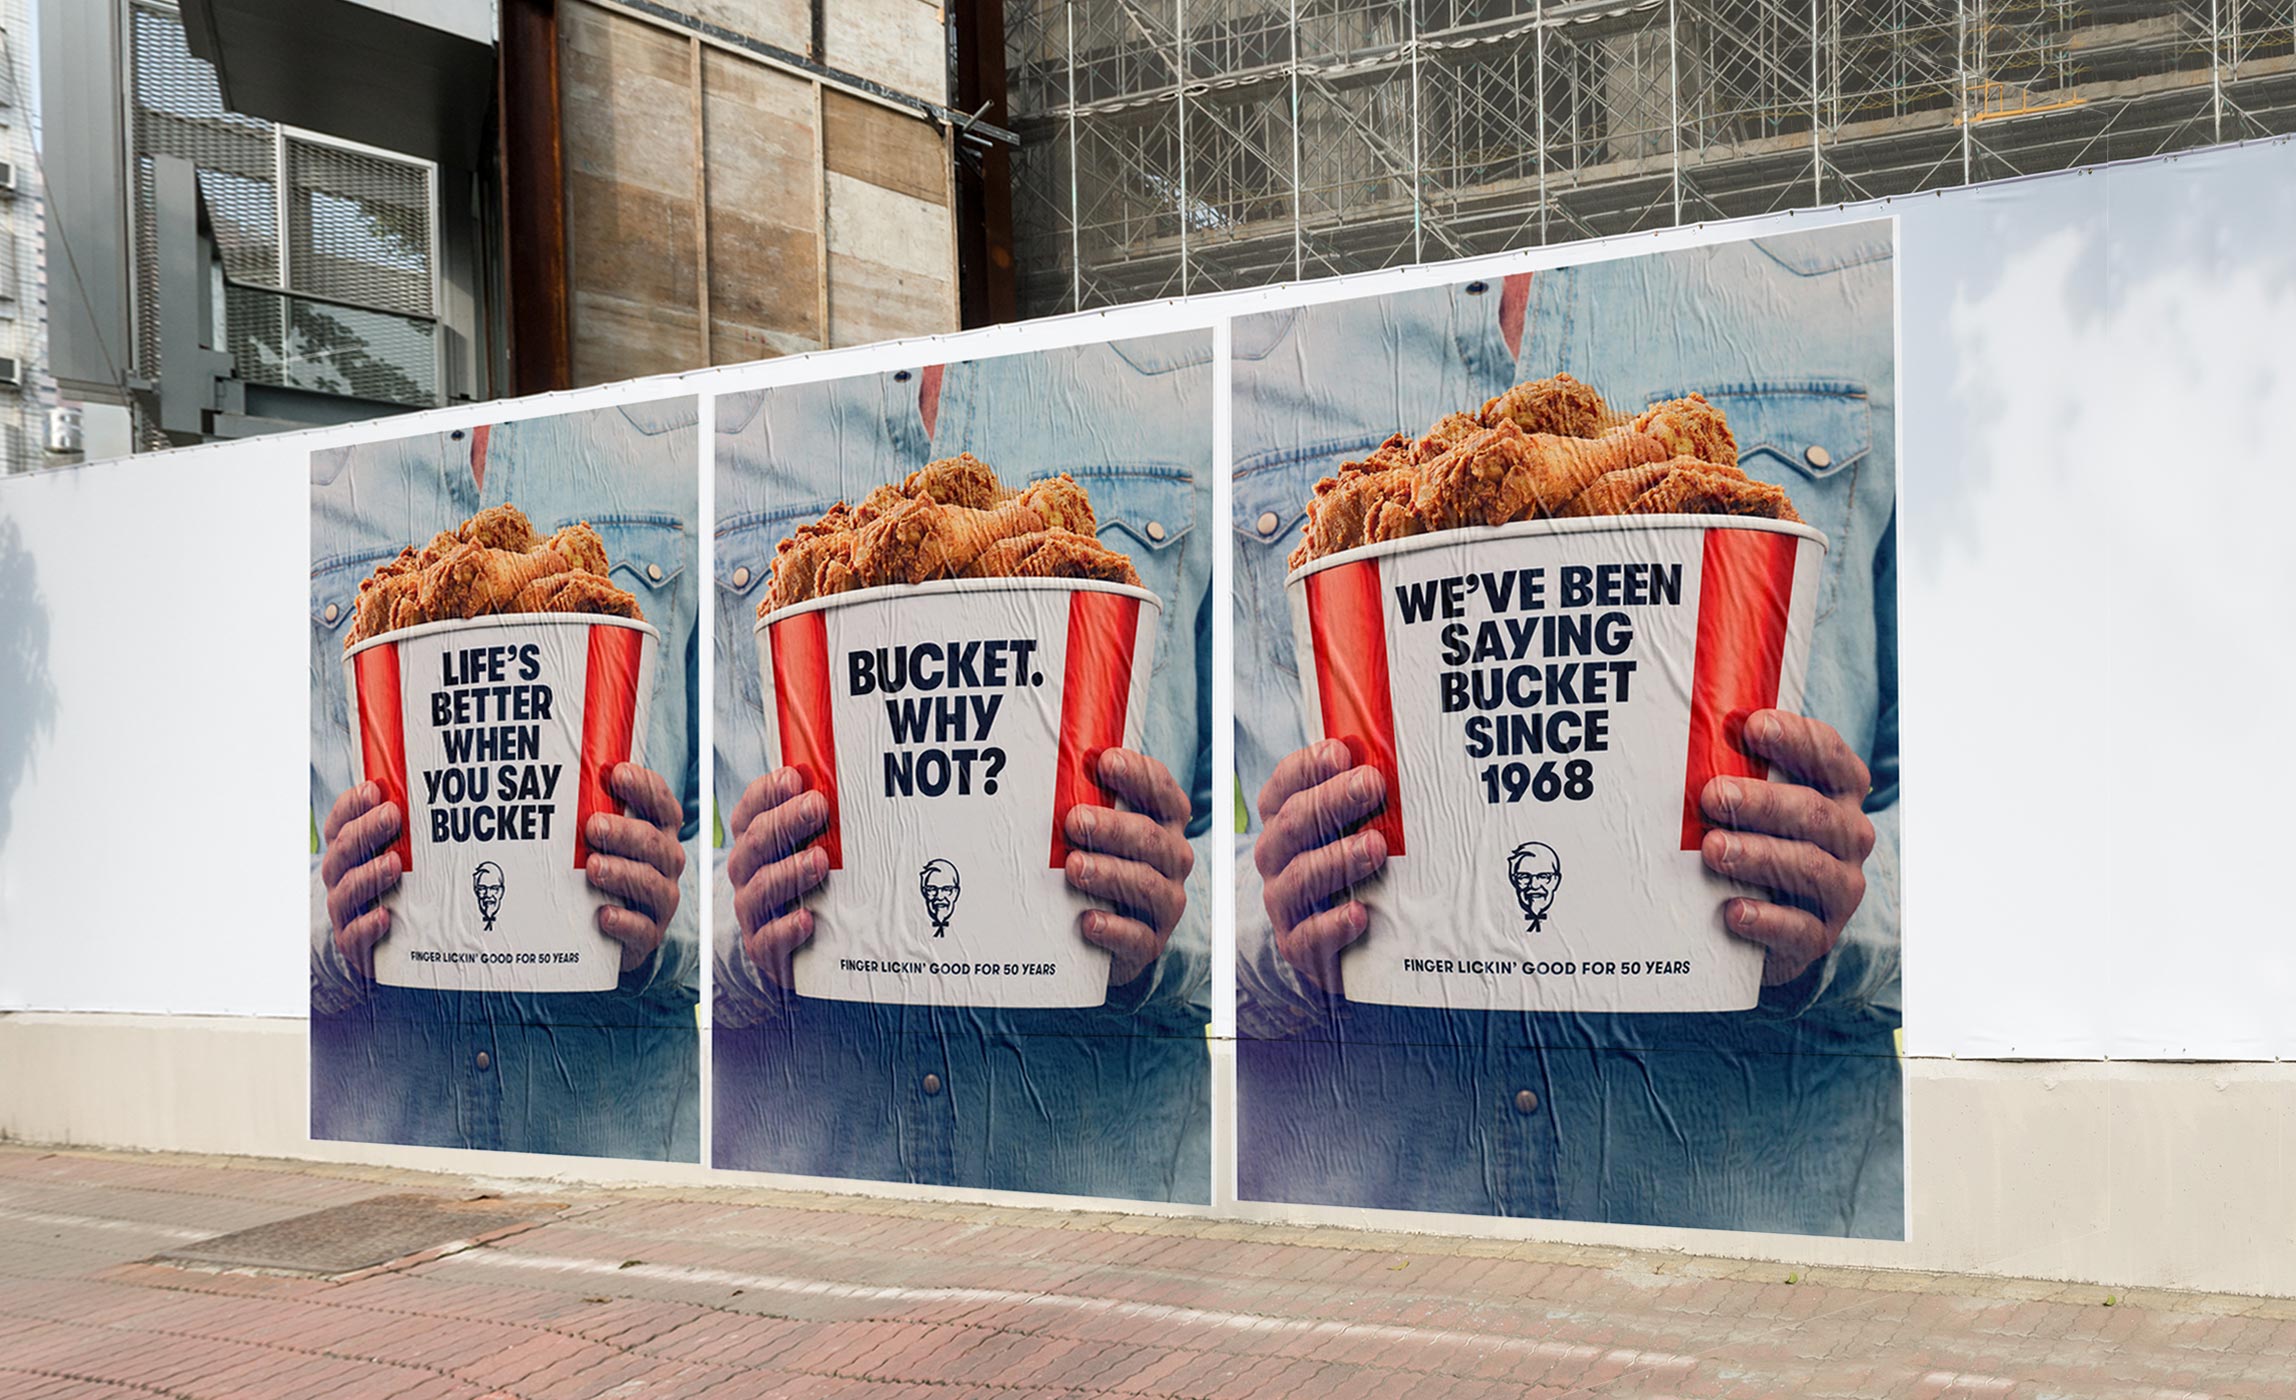 LIFE'S
BETTER
WHEN
YOU SAY
BUCKET
FINGER LICKIN' GOOD FOR 50 YEARS
BUCKET.
WHY
NOT?
FINGER LICKIN' GOOD FOR 50 YEARS
WE'VE BEEN
SAYING
BUCKET
SINCE
1968
FINGER LICKIN' GOOD FOR 50 YEARS